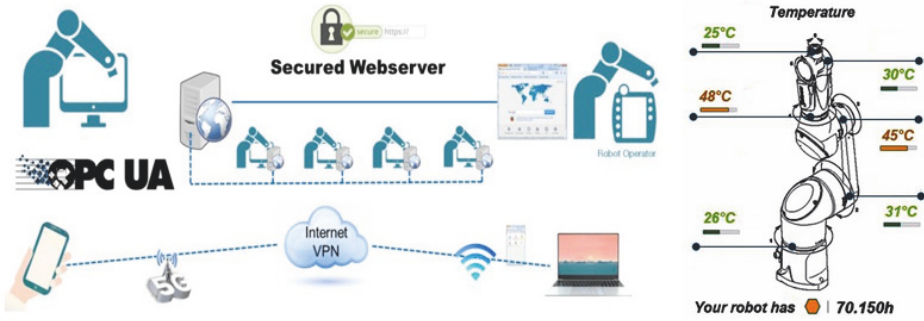 secure https://
Secured Webserver
Robot Operator
OPC UA
Internet
VPN
5G
Temperature
25°C
30°C
48°C
45°C
26°C
31°C
Your robot has | 70.150h